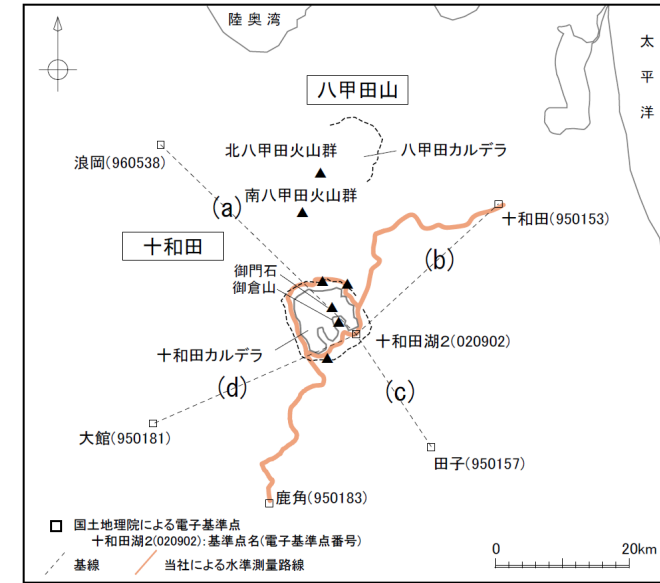 陸奥湾
太平洋
八甲田山
北八甲田火山群
八甲田カルデラ
浪岡(960538)
南八甲田火山群
(a)
十和田(950153)
十和田
(b)
御門石
御倉山
十和田湖2(020902)
十和田カルデラ
(d)
(c)
大館(950181)
田子(950157)
鹿角(950183)
国土地理院による電子基準点
十和田湖2(020902):基準点名(電子基準点番号)
基線
当社による水準測量路線
0 20km